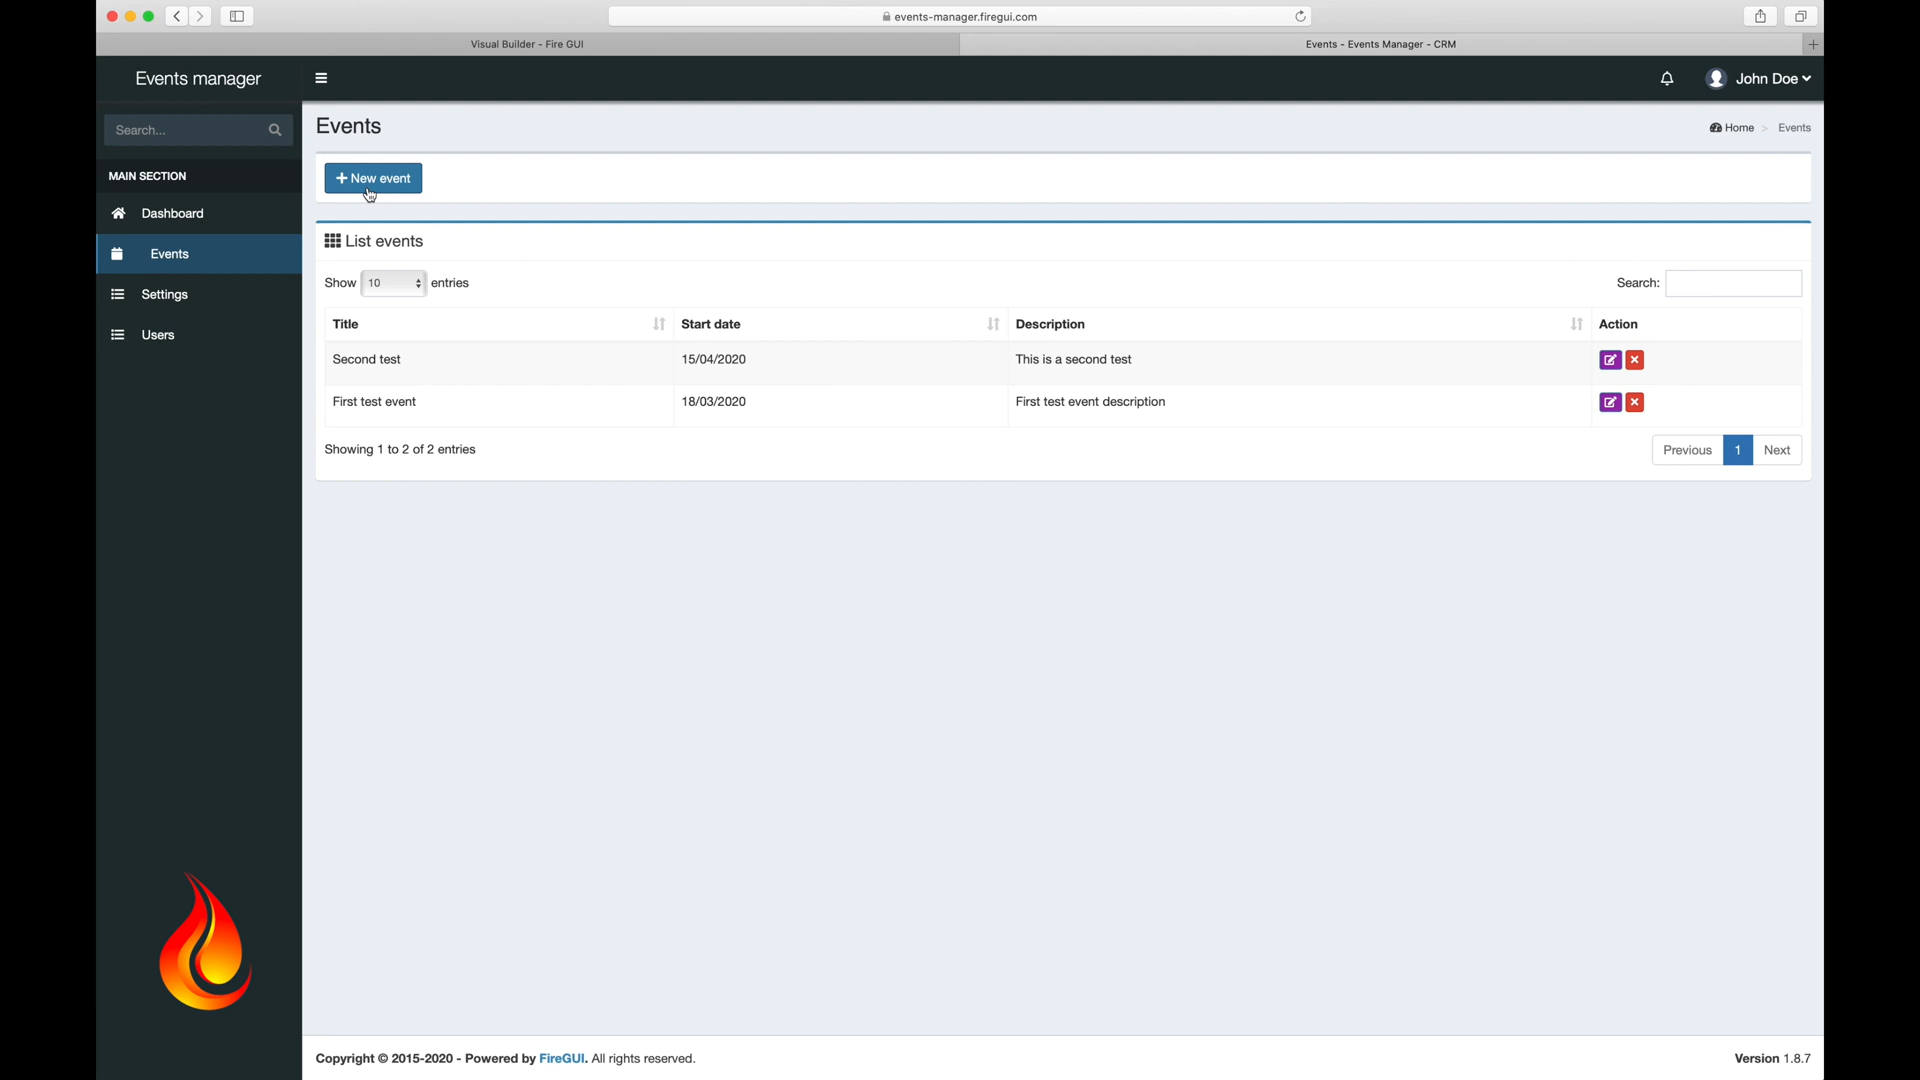 events-manager.firegui.com
Visual Builder - Fire GUI
Events - Events Manager - CRM
Events manager
John Doe
Search...
Events
Home > Events
MAIN SECTION
+ New event
Dashboard
Events
Settings
Users
List events
Show 10 entries
Search:
Title Start date Description Action
Second test 15/04/2020 This is a second test
First test event 18/03/2020 First test event description
Showing 1 to 2 of 2 entries
Previous 1 Next
Copyright © 2015-2020 - Powered by FireGUI. All rights reserved.
Version 1.8.7